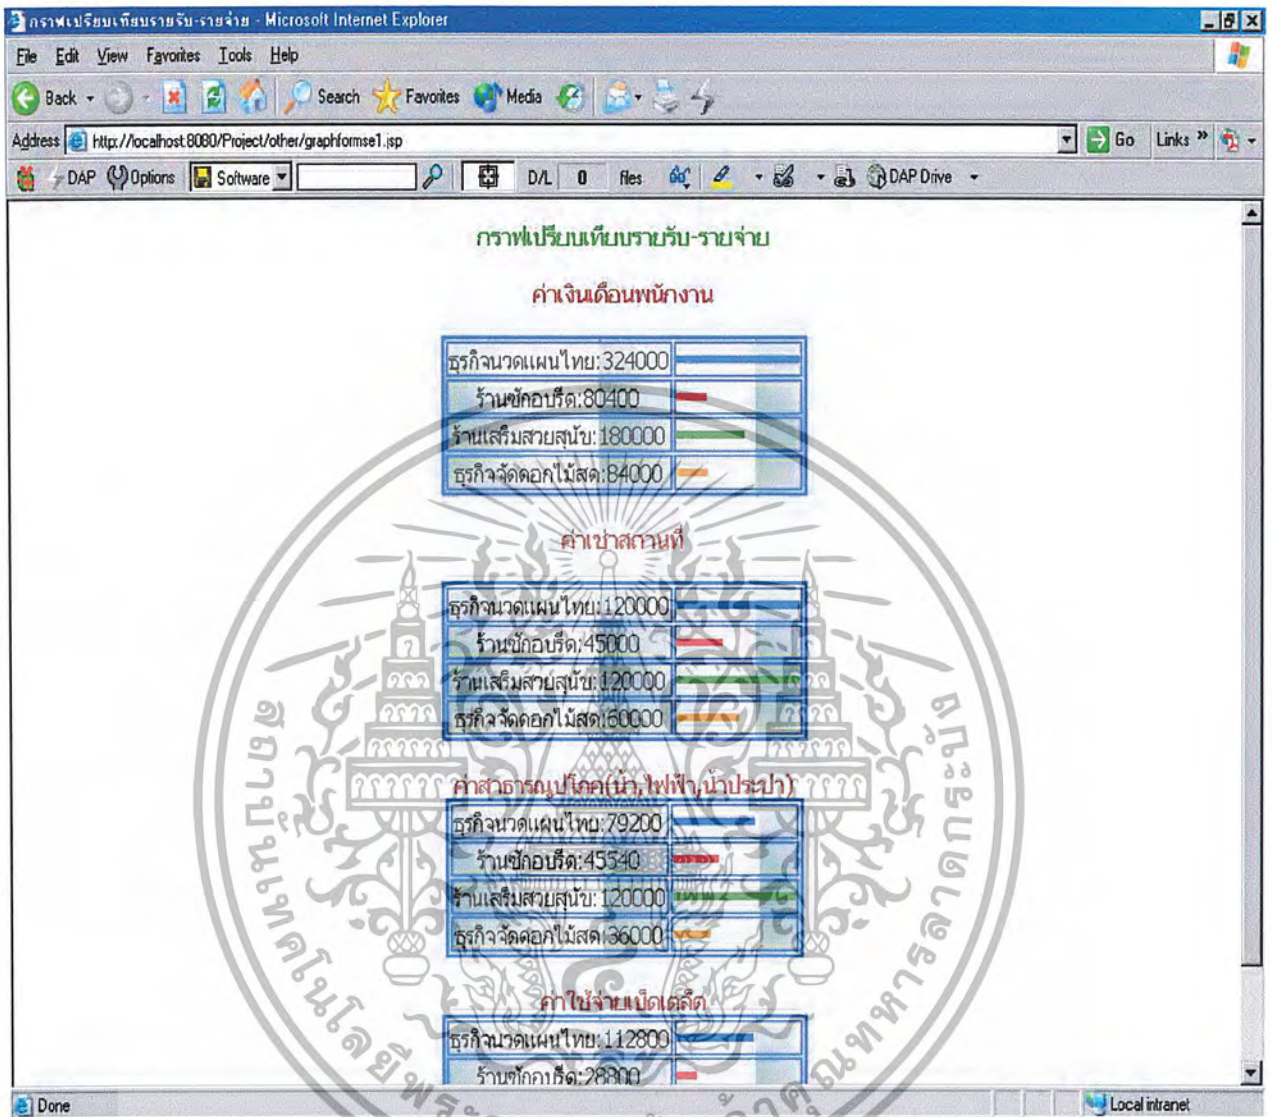 กราฟเปรียบเทียบรายรับ-รายจ่าย - Microsoft Internet Explorer
File Edit View Favorites Tools Help
Back Search Favorites Media
Address http://localhost:8080/Project/other/graphformse1.jsp Go Links »
DAP Options Software D/L 0 files DAP Drive
กราฟเปรียบเทียบรายรับ-รายจ่าย
ค่าเงินเดือนพนักงาน
ธุรกิจนวดแผนไทย:324000
ร้านซักอบรีด:80400
ร้านเสริมสวยสุนัข:180000
ธุรกิจจัดดอกไม้สด:84000
ค่าเช่าสถานที่
ธุรกิจนวดแผนไทย:120000
ร้านซักอบรีด:45000
ร้านเสริมสวยสุนัข:120000
ธุรกิจจัดดอกไม้สด:60000
ค่าสาธารณูปโภค(น้ำ,ไฟฟ้า,น้ำประปา)
ธุรกิจนวดแผนไทย:79200
ร้านซักอบรีด:45540
ร้านเสริมสวยสุนัข:120000
ธุรกิจจัดดอกไม้สด:36000
ค่าใช้จ่ายเบ็ดเตล็ด
ธุรกิจนวดแผนไทย:112800
ร้านซักอบรีด:28800
Done Local intranet